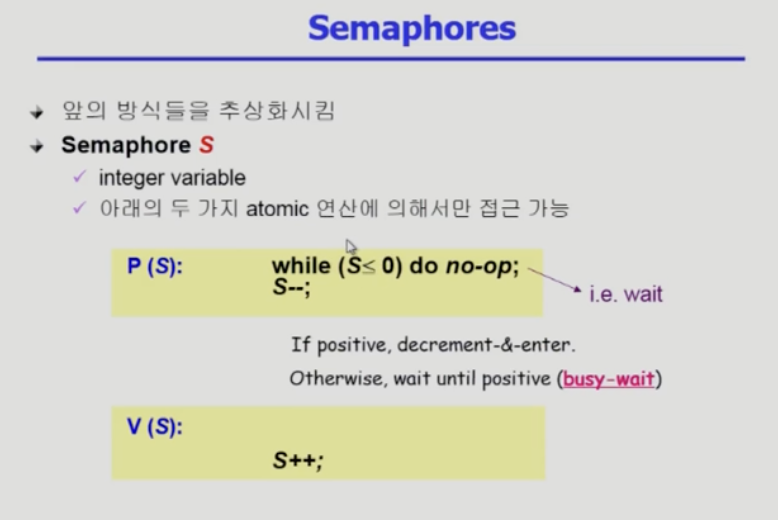 Semaphores
앞의 방식들을 추상화시킴
Semaphore S
integer variable
아래의 두 가지 atomic 연산에 의해서만 접근 가능
P (S): while (S≤ 0) do no-op;
S--;
i.e. wait
If positive, decrement-&-enter.
Otherwise, wait until positive (busy-wait)
V (S):
S++;